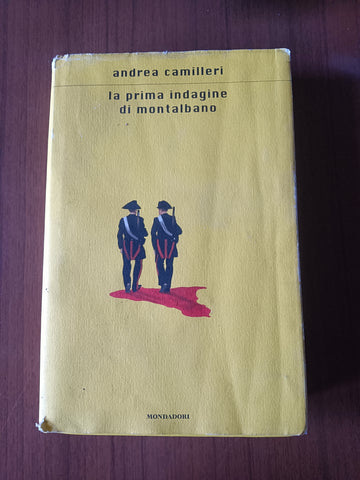 andrea camilleri
la prima indagine
di montalbano
MONDADORI